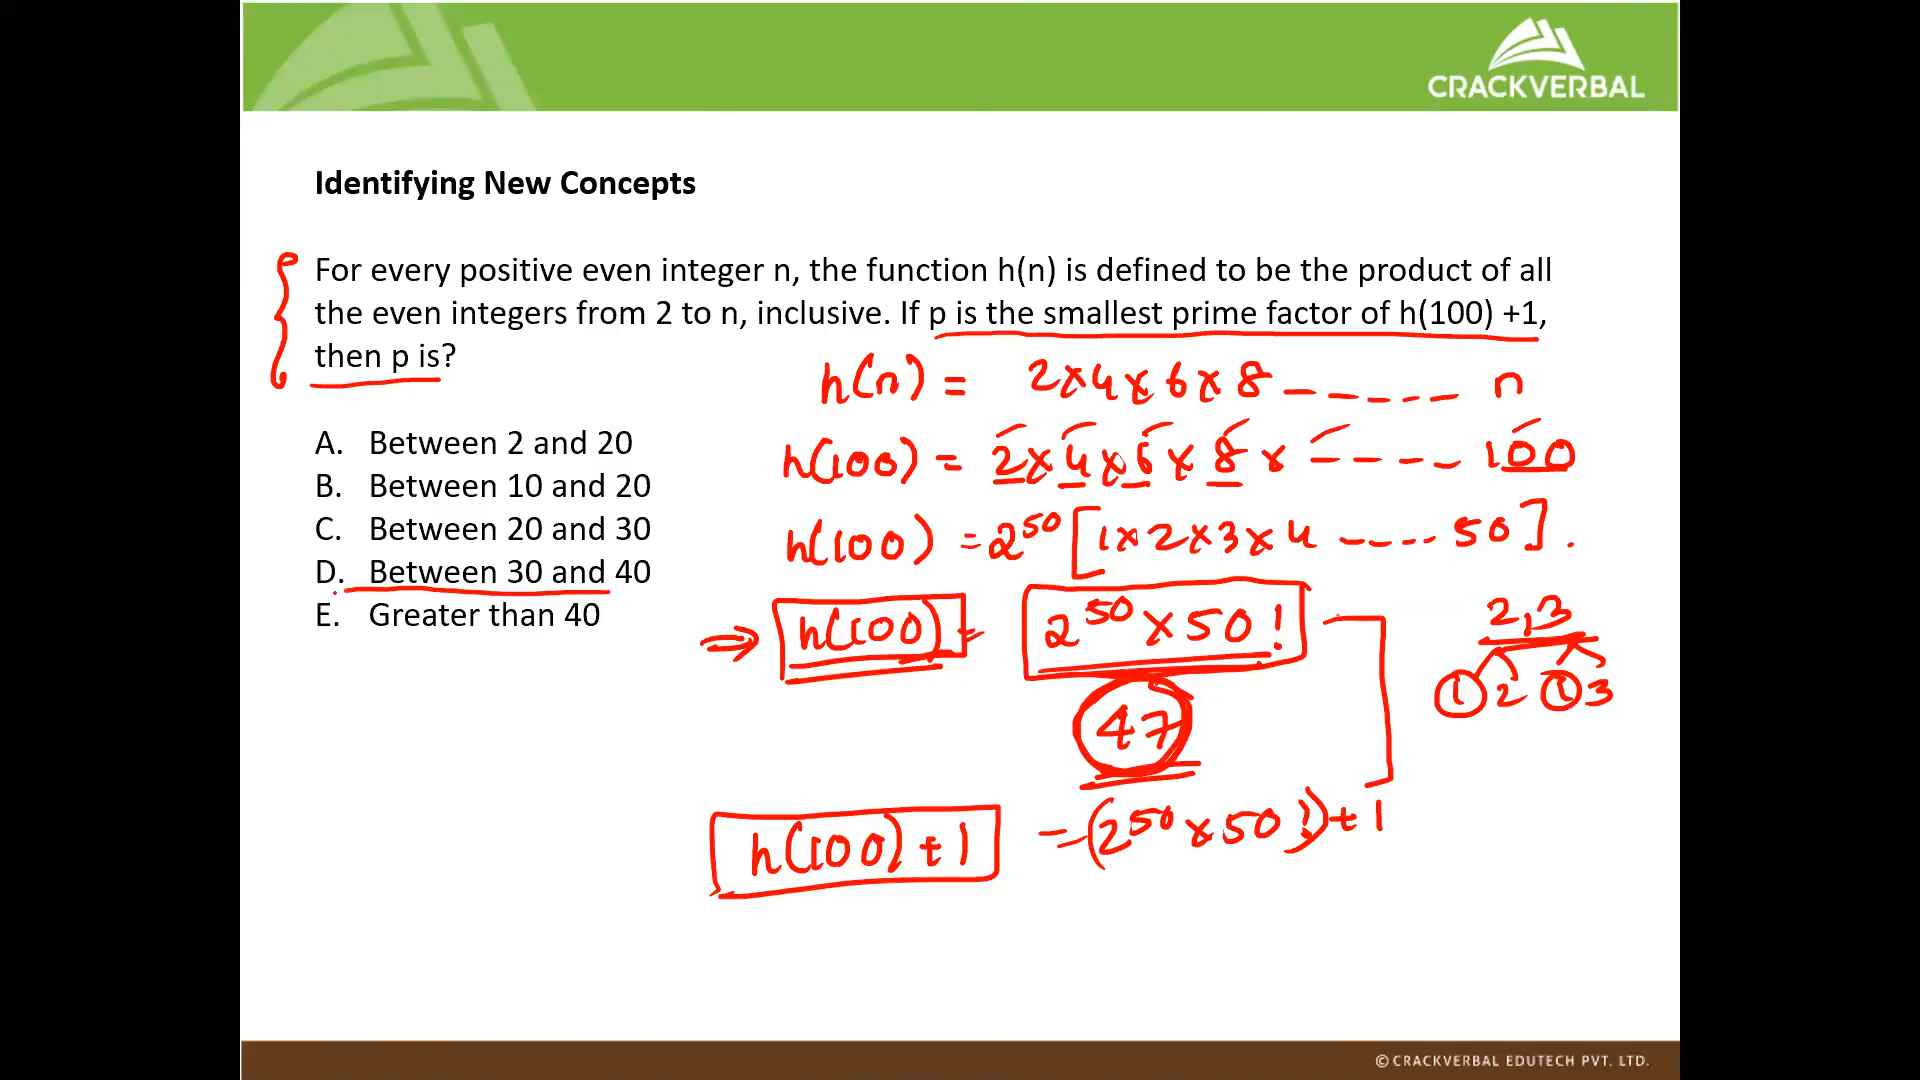 CRACKVERBAL
Identifying New Concepts
For every positive even integer n, the function h(n) is defined to be the product of all
the even integers from 2 to n, inclusive. If p is the smallest prime factor of h(100) +1,
then p is?
h(n) = 2x4x6x8 ------ n
A. Between 2 and 20
B. Between 10 and 20
C. Between 20 and 30
D. Between 30 and 40
E. Greater than 40
h(100) = 2x4x6x8x ----- 100
h(100) = 2^50 [1x2x3x4 ---- 50].
⇒ h(100) = 2^50 x 50!
2,3
1 2 1 3
47
h(100) + 1 = (2^50 x 50!) + 1
©CRACKVERBAL EDUTECH PVT. LTD.